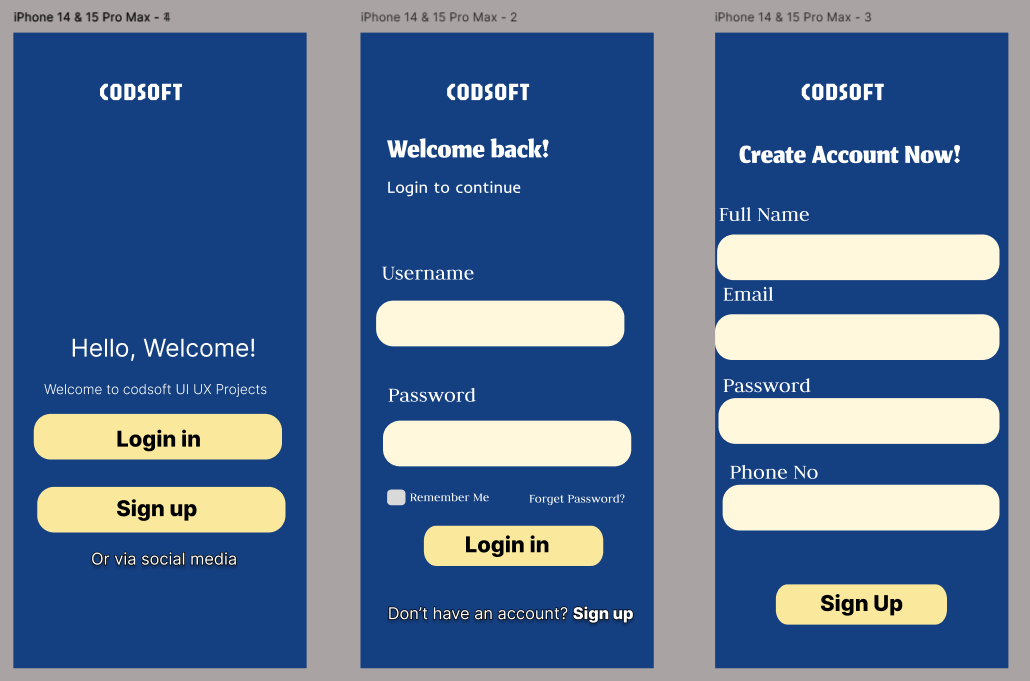 iPhone 14 & 15 Pro Max -
CODSOFT
Hello, Welcome!
Welcome to codsoft UI UX Projects
Login in
Sign up
Or via social media
iPhone 14 & 15 Pro Max - 2
CODSOFT
Welcome back!
Login to continue
Username
Password
Remember Me
Forget Password?
Login in
Don't have an account? Sign up
iPhone 14 & 15 Pro Max - 3
CODSOFT
Create Account Now!
Full Name
Email
Password
Phone No
Sign Up